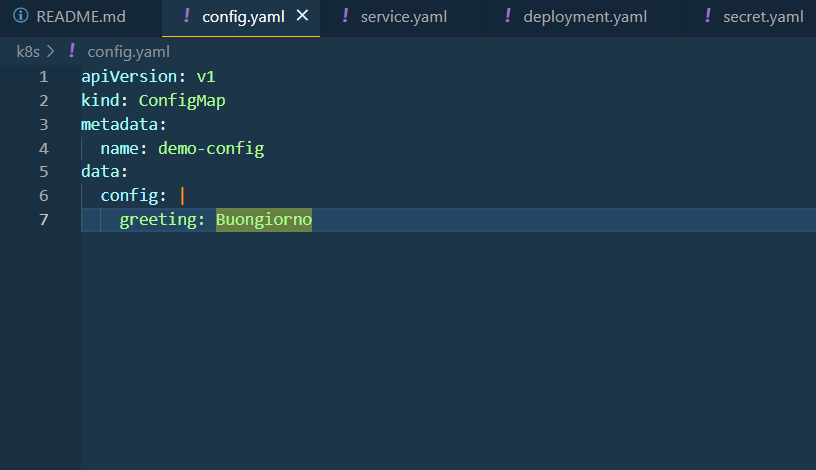 README.md ! config.yaml ! service.yaml ! deployment.yaml ! secret.yaml
k8s > ! config.yaml
1 apiVersion: v1
2 kind: ConfigMap
3 metadata:
4 name: demo-config
5 data:
6 config: |
7 greeting: Buongiorno